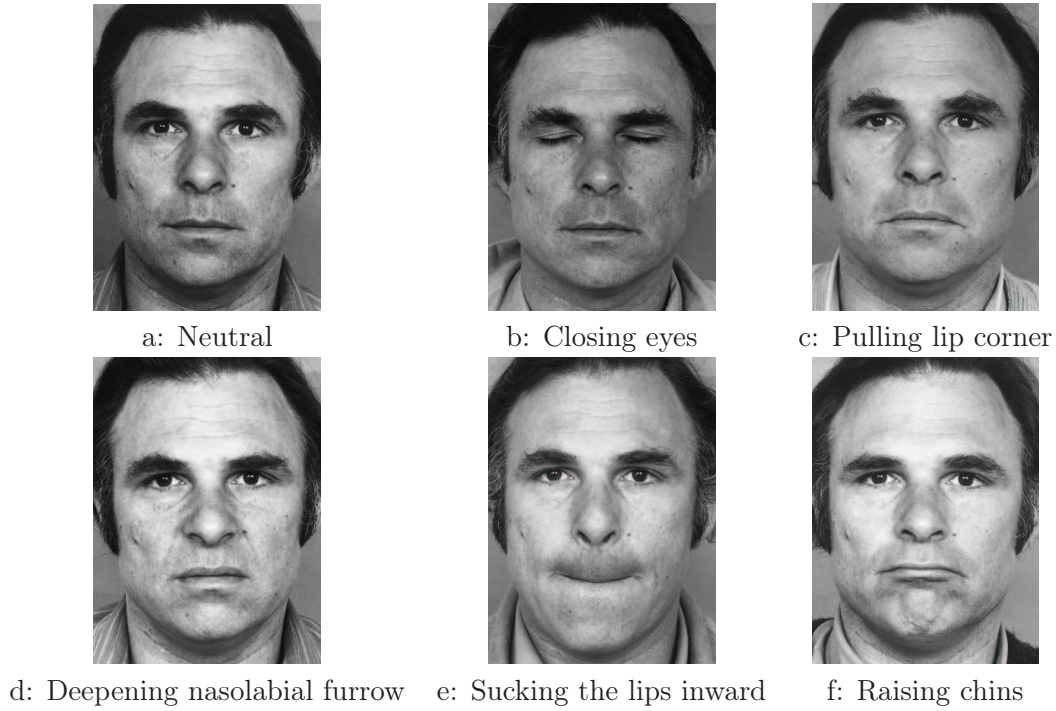 a: Neutral
b: Closing eyes
c: Pulling lip corner
d: Deepening nasolabial furrow
e: Sucking the lips inward
f: Raising chins